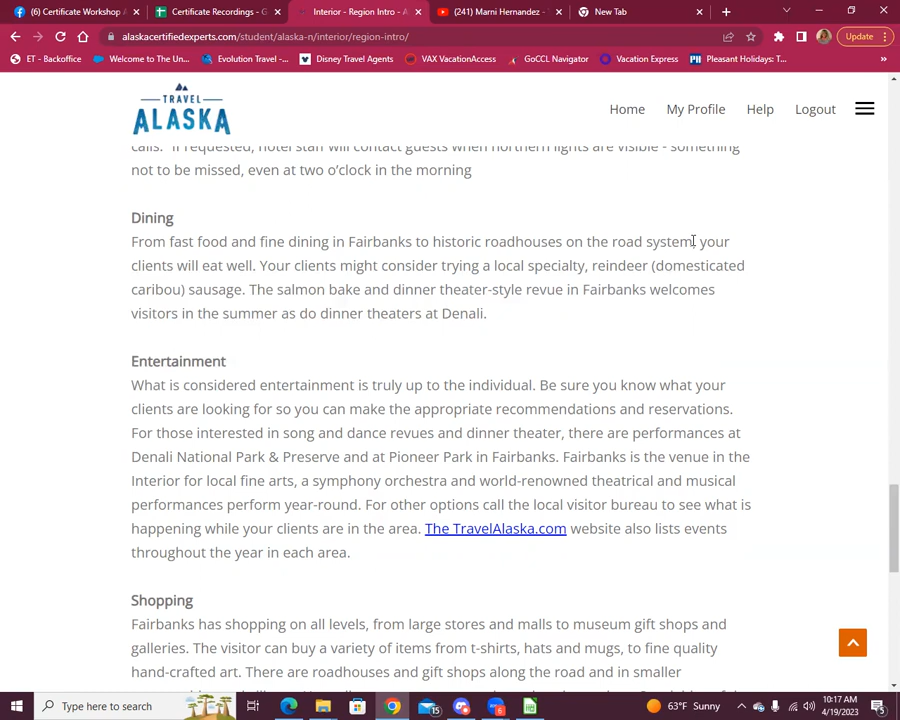 (6) Certificate Workshop A
Certificate Recordings - G
Interior - Region Intro - A
(241) Marni Hernandez -
New Tab
alaskacertifiedexperts.com/student/alaska-n/interior/region-intro/
Update
ET - Backoffice
Welcome to The Un...
Evolution Travel -...
Disney Travel Agents
VAX VacationAccess
GoCCL Navigator
Vacation Express
Pleasant Holidays: T...
TRAVEL
ALASKA
Home
My Profile
Help
Logout
calls." If requested, hotel staff will contact guests when northern lights are visible - something
not to be missed, even at two o'clock in the morning
Dining
From fast food and fine dining in Fairbanks to historic roadhouses on the road system, your
clients will eat well. Your clients might consider trying a local specialty, reindeer (domesticated
caribou) sausage. The salmon bake and dinner theater-style revue in Fairbanks welcomes
visitors in the summer as do dinner theaters at Denali.
Entertainment
What is considered entertainment is truly up to the individual. Be sure you know what your
clients are looking for so you can make the appropriate recommendations and reservations.
For those interested in song and dance revues and dinner theater, there are performances at
Denali National Park & Preserve and at Pioneer Park in Fairbanks. Fairbanks is the venue in the
Interior for local fine arts, a symphony orchestra and world-renowned theatrical and musical
performances perform year-round. For other options call the local visitor bureau to see what is
happening while your clients are in the area. The TravelAlaska.com website also lists events
throughout the year in each area.
Shopping
Fairbanks has shopping on all levels, from large stores and malls to museum gift shops and
galleries. The visitor can buy a variety of items from t-shirts, hats and mugs, to fine quality
hand-crafted art. There are roadhouses and gift shops along the road and in smaller
Type here to search
15
6
63°F Sunny
10:17 AM
4/19/2023
5